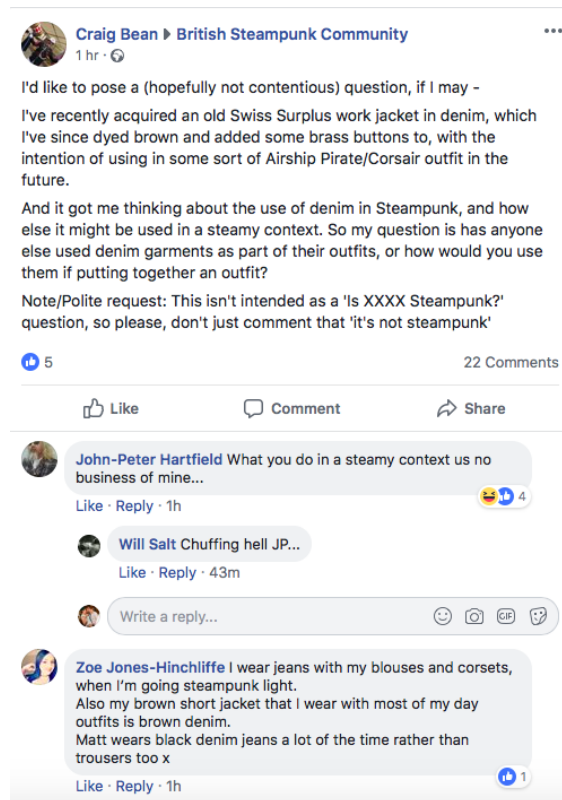 Craig Bean ▶ British Steampunk Community
1 hr ·
I'd like to pose a (hopefully not contentious) question, if I may -
I've recently acquired an old Swiss Surplus work jacket in denim, which
I've since dyed brown and added some brass buttons to, with the
intention of using in some sort of Airship Pirate/Corsair outfit in the
future.
And it got me thinking about the use of denim in Steampunk, and how
else it might be used in a steamy context. So my question is has anyone
else used denim garments as part of their outfits, or how would you use
them if putting together an outfit?
Note/Polite request: This isn't intended as a 'Is XXXX Steampunk?'
question, so please, don't just comment that 'it's not steampunk'
5 22 Comments
Like Comment Share
John-Peter Hartfield What you do in a steamy context us no
business of mine...
4
Like · Reply · 1h
Will Salt Chuffing hell JP...
Like · Reply · 43m
Write a reply... GIF
Zoe Jones-Hinchliffe I wear jeans with my blouses and corsets,
when I'm going steampunk light.
Also my brown short jacket that I wear with most of my day
outfits is brown denim.
Matt wears black denim jeans a lot of the time rather than
trousers too x
1
Like · Reply · 1h